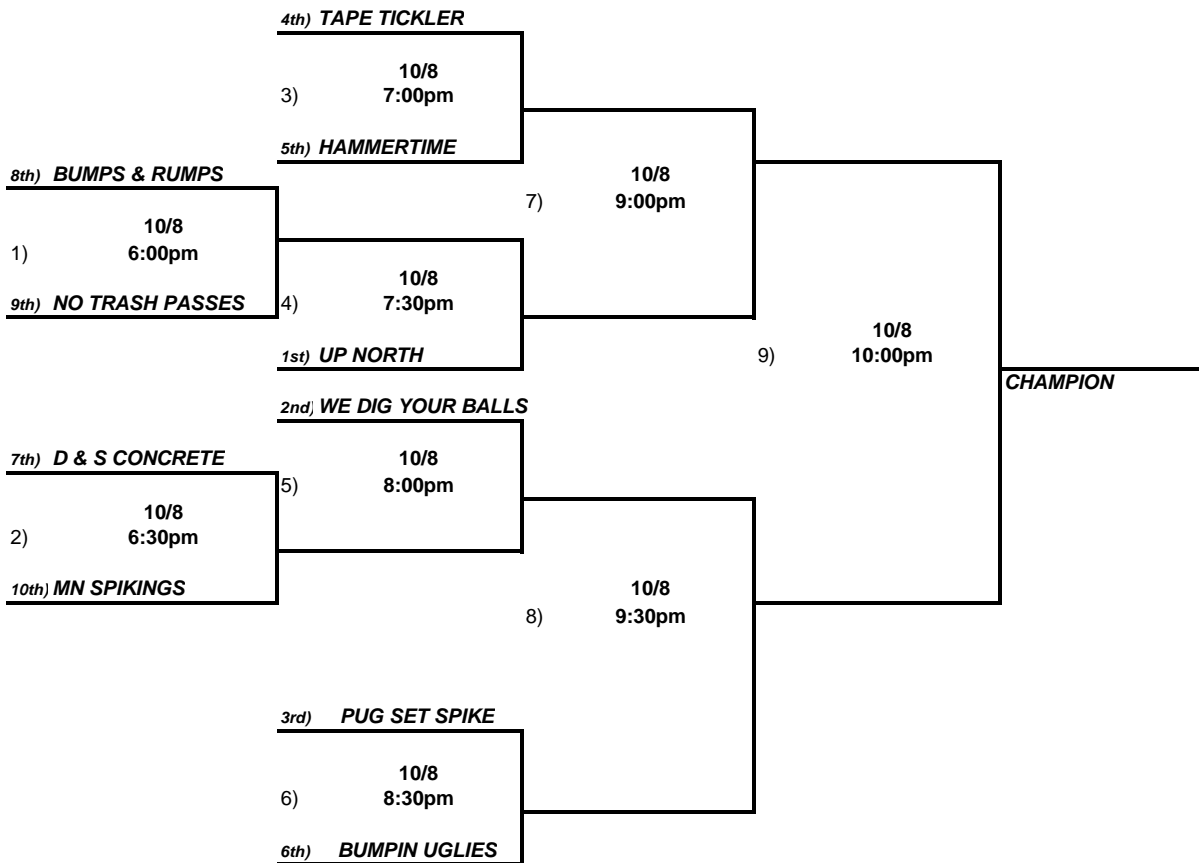 4th) TAPE TICKLER
10/8
3) 7:00pm
5th) HAMMERTIME
8th) BUMPS & RUMPS
10/8
7) 9:00pm
10/8
1) 6:00pm
10/8
9th) NO TRASH PASSES
4) 7:30pm
10/8
1st) UP NORTH
9) 10:00pm
CHAMPION
2nd) WE DIG YOUR BALLS
7th) D & S CONCRETE
10/8
5) 8:00pm
10/8
2) 6:30pm
10th) MN SPIKINGS
10/8
8) 9:30pm
3rd) PUG SET SPIKE
10/8
6) 8:30pm
6th) BUMPIN UGLIES